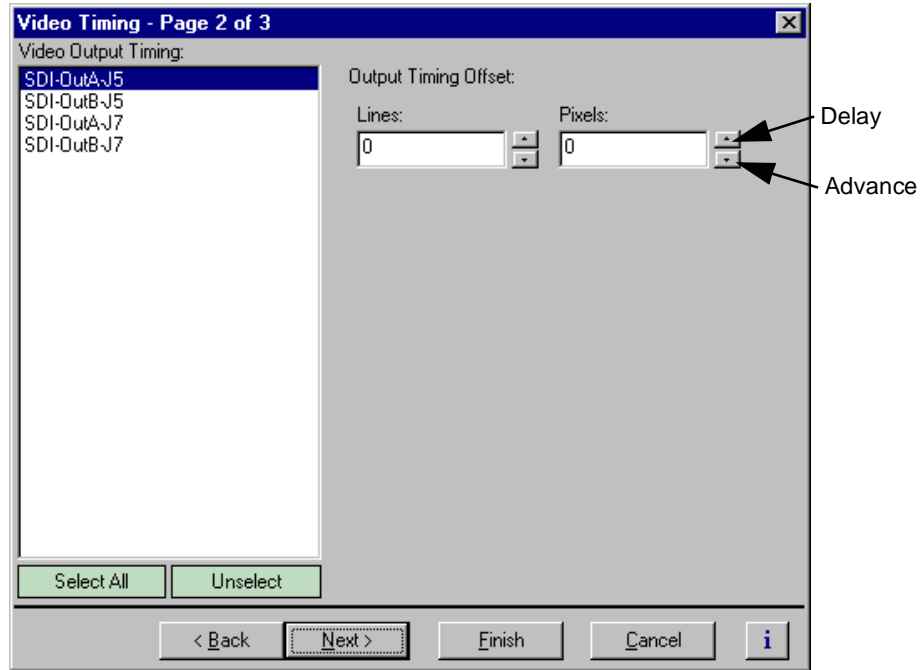 Video Timing - Page 2 of 3
Video Output Timing:
SDI-OutA-J5
SDI-OutB-J5
SDI-OutA-J7
SDI-OutB-J7
Output Timing Offset:
Lines: Pixels:
0 0
Delay
Advance
Select All Unselect
< Back Next > Finish Cancel i